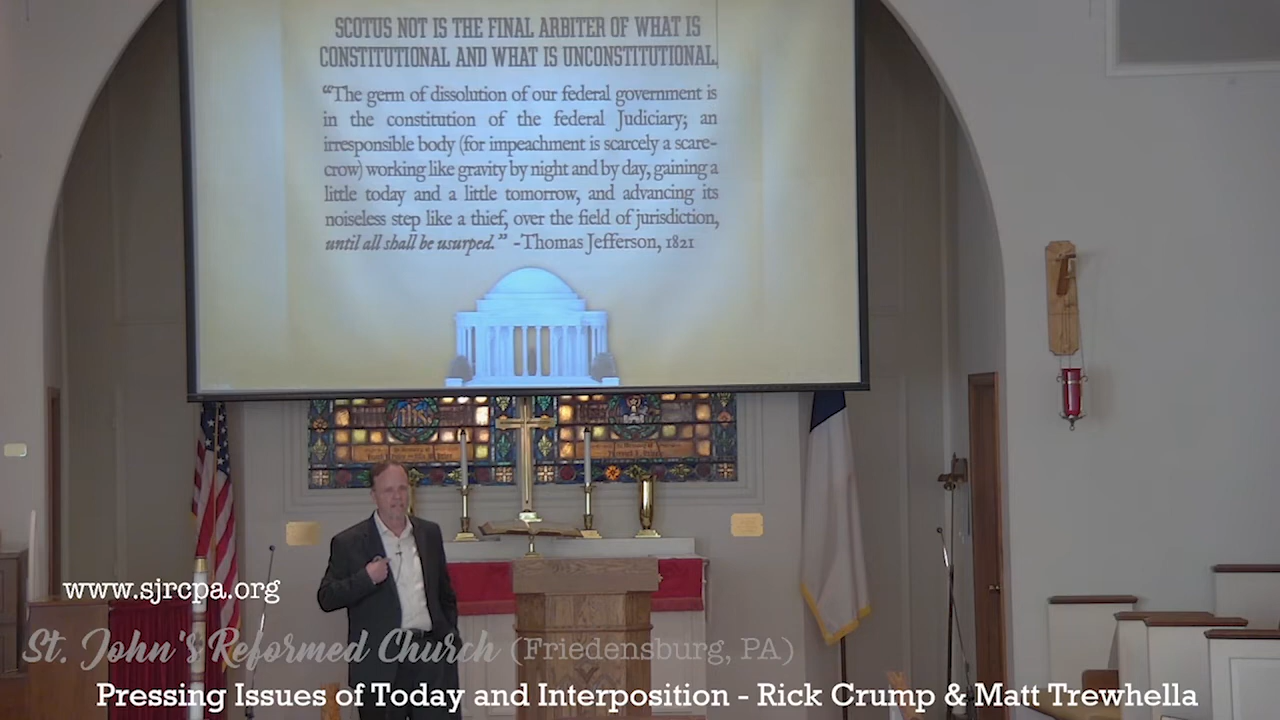 SCOTUS NOT IS THE FINAL ARBITER OF WHAT IS
CONSTITUTIONAL AND WHAT IS UNCONSTITUTIONAL.
“The germ of dissolution of our federal government is
in the constitution of the federal Judiciary; an
irresponsible body (for impeachment is scarcely a scare-
crow) working like gravity by night and by day, gaining a
little today and a little tomorrow, and advancing its
noiseless step like a thief, over the field of jurisdiction,
until all shall be usurped.” -Thomas Jefferson, 1821
www.sjrcpa.org
St. John's Reformed Church (Friedensburg, PA)
Pressing Issues of Today and Interposition - Rick Crump & Matt Trewhella